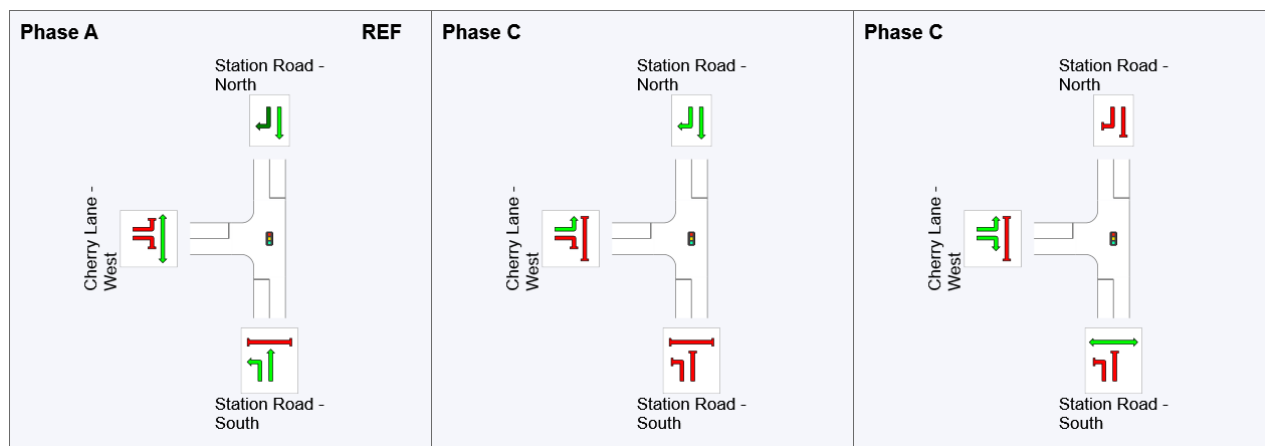 Phase A REF
Station Road -
North
Cherry Lane -
West
Station Road -
South
Phase C
Station Road -
North
Cherry Lane -
West
Station Road -
South
Phase C
Station Road -
North
Cherry Lane -
West
Station Road -
South